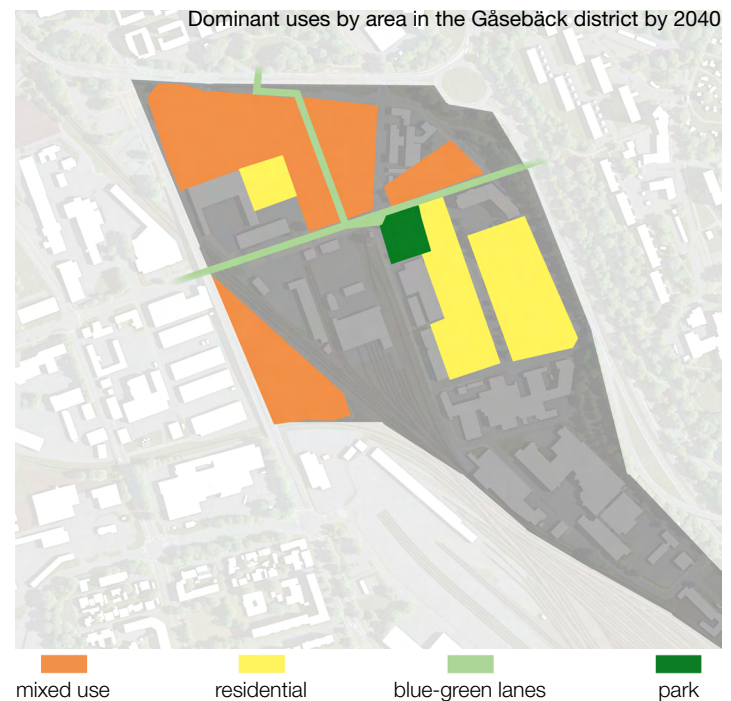 Dominant uses by area in the Gåsebäck district by 2040
mixed use
residential
blue-green lanes
park